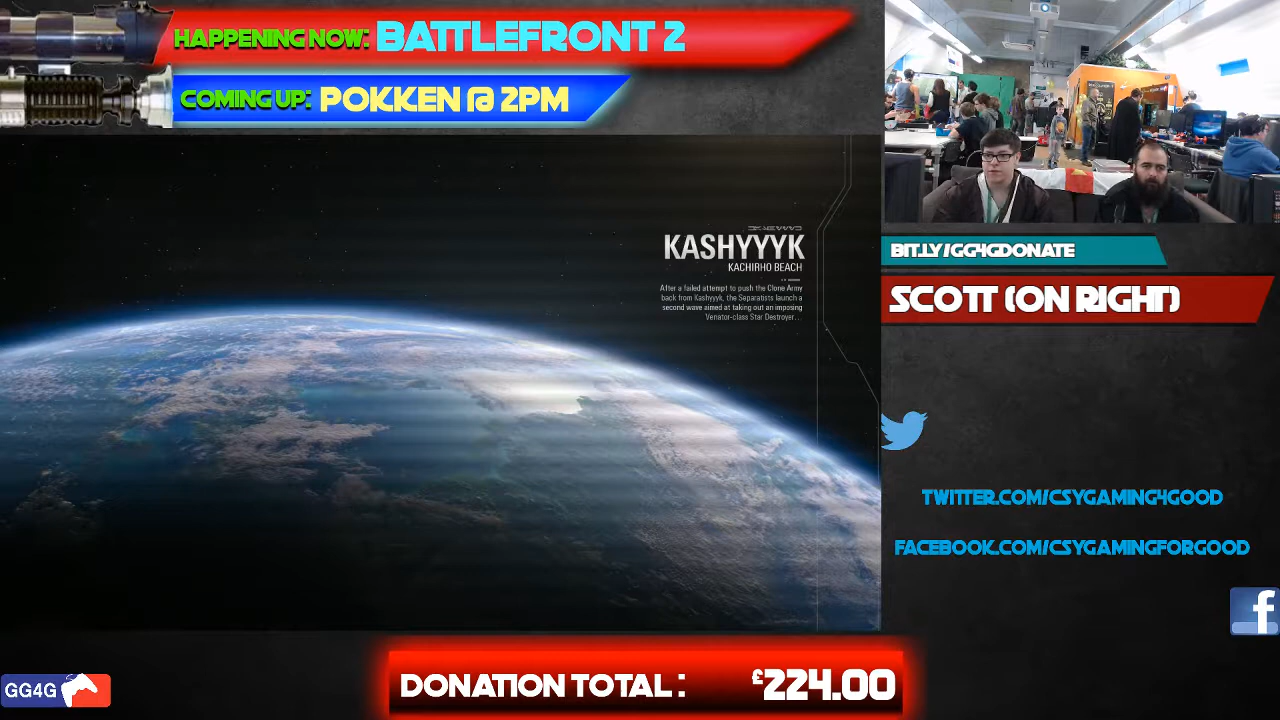 HAPPENING NOW: BATTLEFRONT 2
COMING UP: POKKEN @ 2PM
KASHYYYK
KACHIRHO BEACH
After a failed attempt to push the Clone Army
back from Kashyyyk, the Separatists launch a
second wave aimed at taking out an imposing
Venator-class Star Destroyer...
BIT.LY/GG4GDONATE
SCOTT (ON RIGHT)
TWITTER.COM/CSYGAMING4GOOD
FACEBOOK.COM/CSYGAMINGFORGOOD
f
GG4G
DONATION TOTAL : £224.00